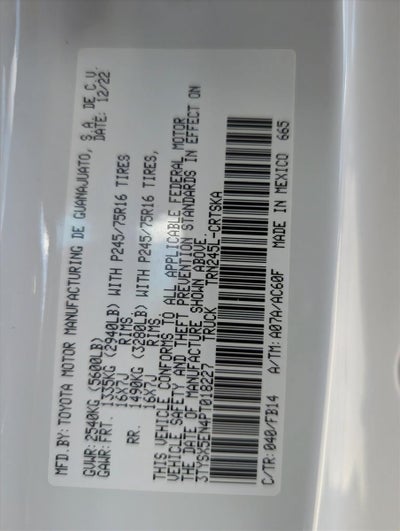 MFD.BY: TOYOTA MOTOR MANUFACTURING DE GUANAJUATO, S.A. DE C.V.
DATE: 12/22
GVWR: 2540KG (5600LB)
GAWR: FRT. 1335KG (2940LB) WITH P245/75R16 TIRES
16X7J RIMS,
RR. 1490KG (3280LB) WITH P245/75R16 TIRES,
16X7J RIMS,
THIS VEHICLE CONFORMS TO ALL APPLICABLE FEDERAL MOTOR
VEHICLE SAFETY AND THEFT PREVENTION STANDARDS IN EFFECT ON
THE DATE OF MANUFACTURE SHOWN ABOVE.
3TYSX5EN4PT018227 TRUCK TRN245L-CRTSKA
C/TR: 040/FB14 A/TM: A07A/AC60F MADE IN MEXICO 665